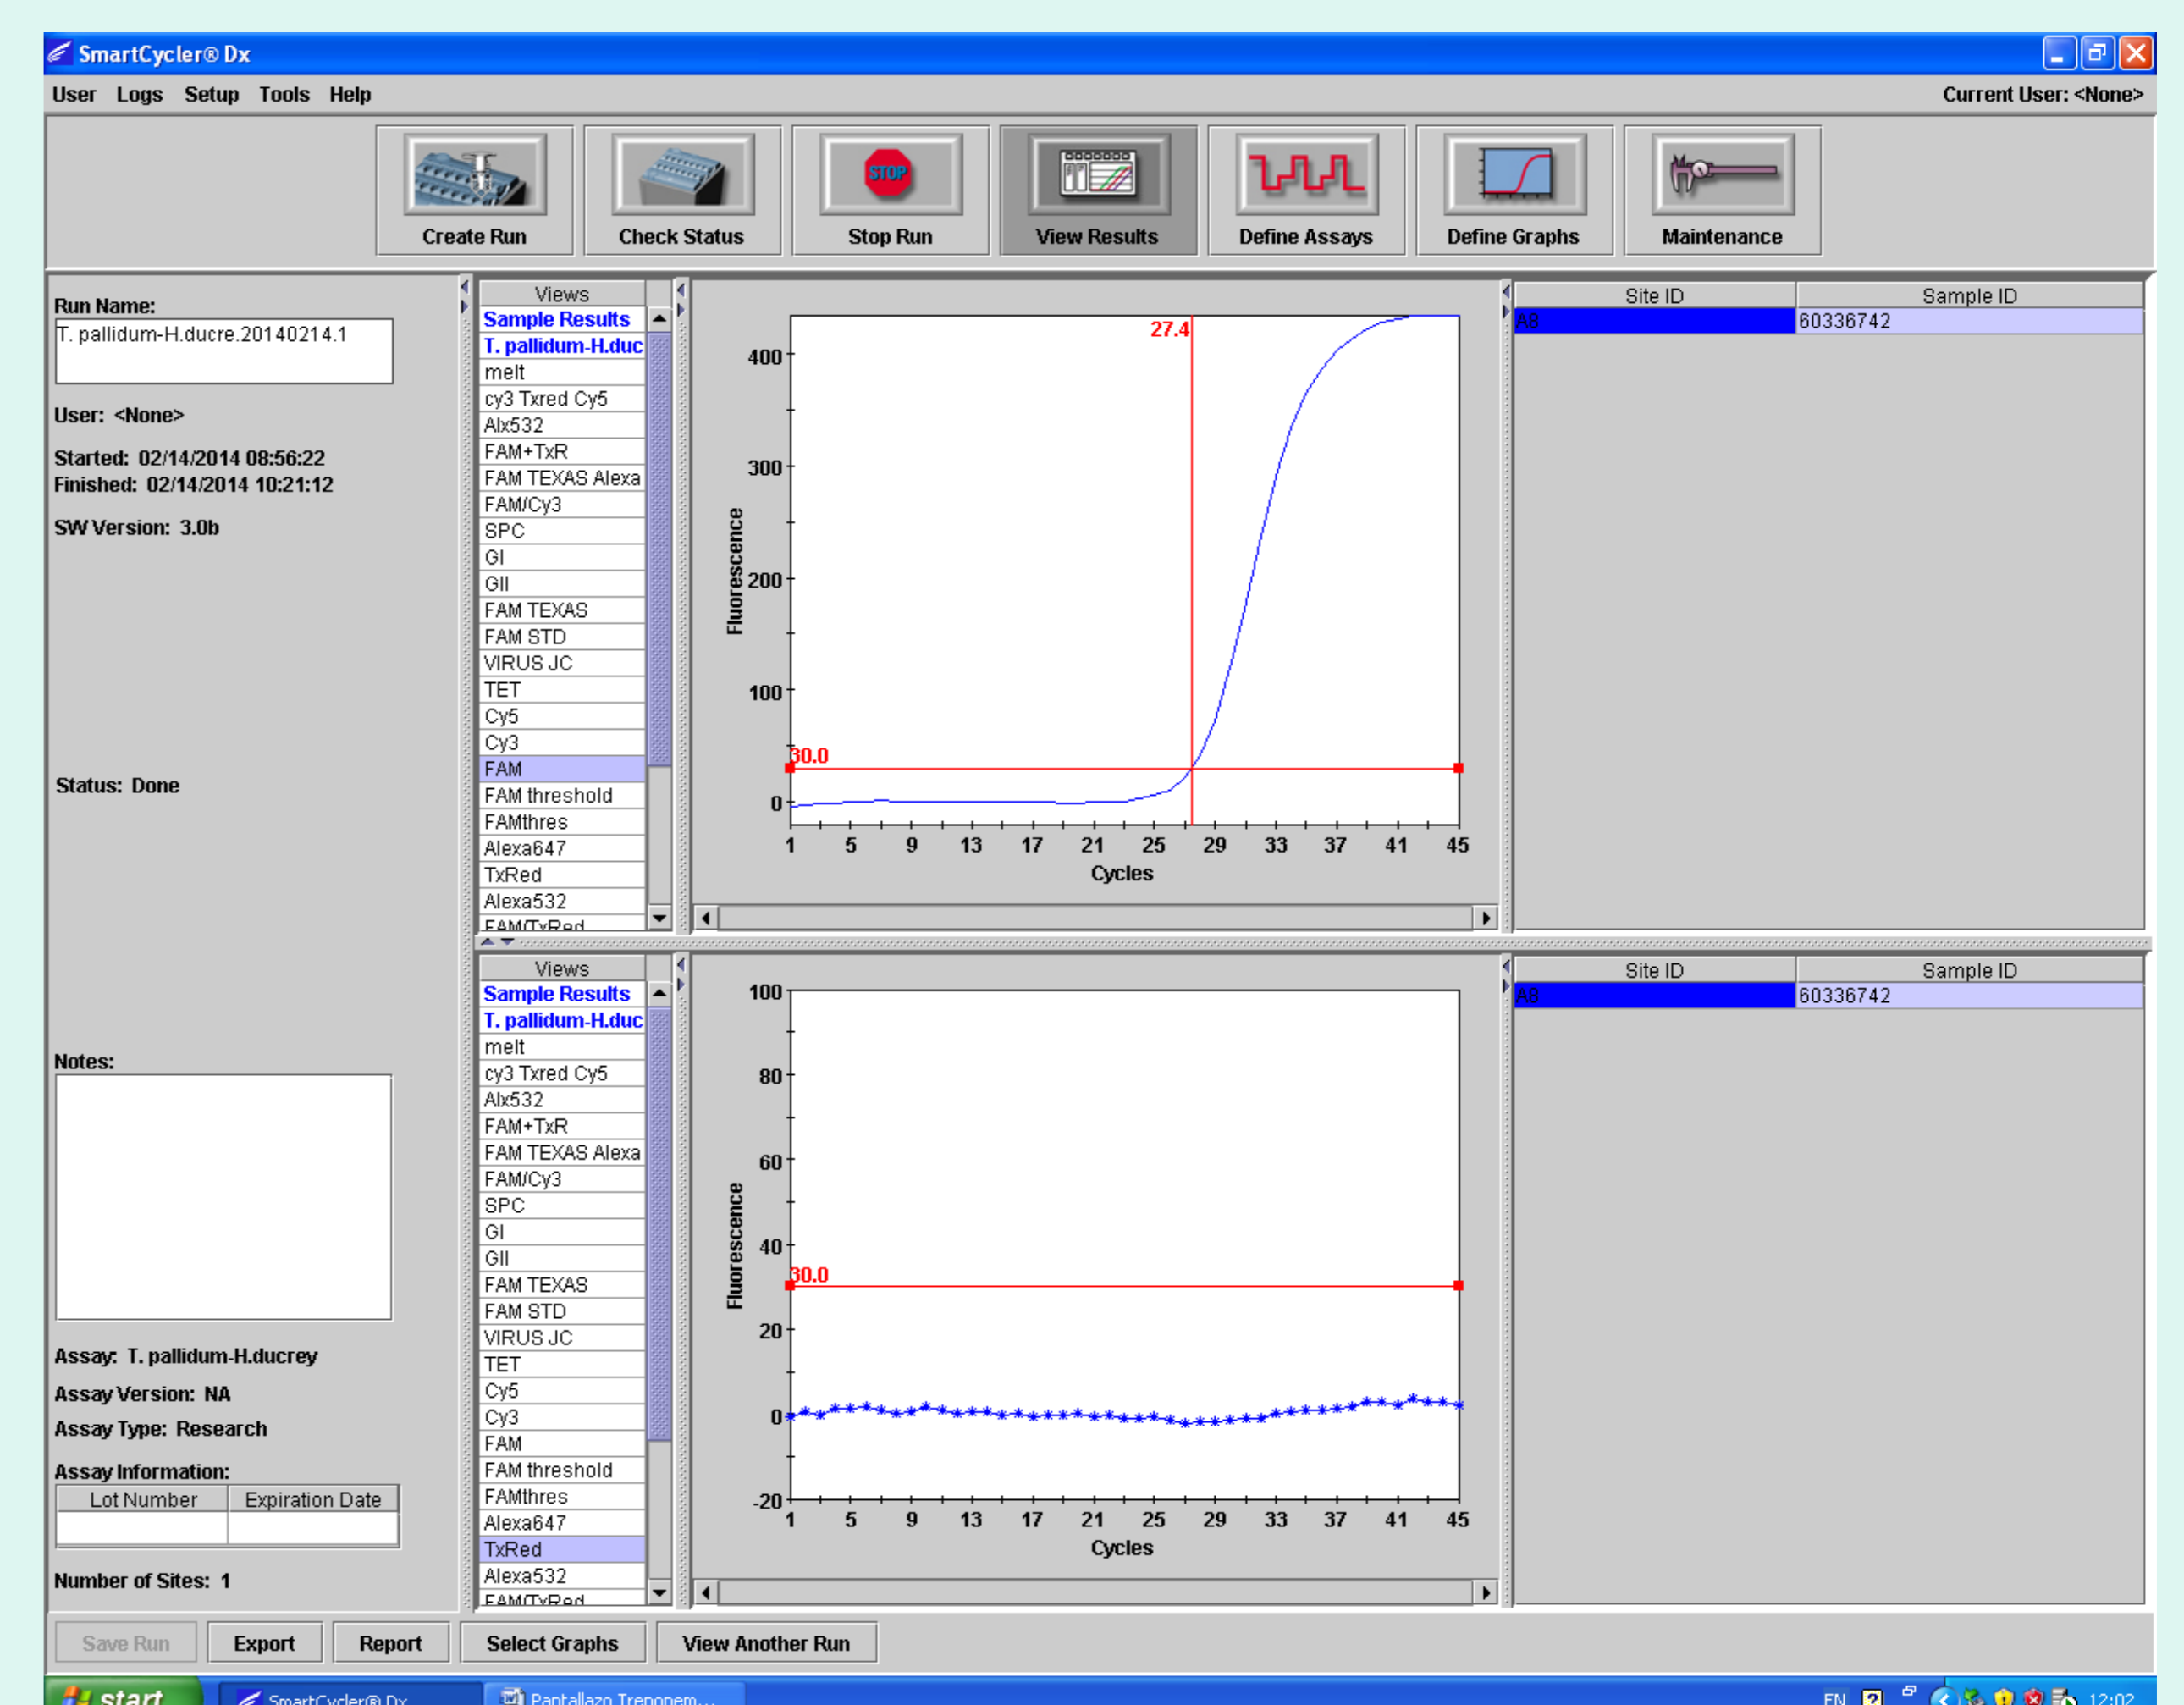 SmartCycler® Dx
User Logs Setup Tools Help
Current User: <None>
STOP
Create Run
Check Status
Stop Run
View Results
Define Assays
Define Graphs
Maintenance
Run Name:
T. pallidum-H.ducre.20140214.1
User: <None>
Started: 02/14/2014 08:56:22
Finished: 02/14/2014 10:21:12
SW Version: 3.0b
Status: Done
Notes:
Assay: T. pallidum-H.ducrey
Assay Version: NA
Assay Type: Research
Assay Information:
Lot Number Expiration Date
Number of Sites: 1
Views
Sample Results
T. pallidum-H.duc
melt
cy3 Txred Cy5
Alx532
FAM+TxR
FAM TEXAS Alexa
FAM/Cy3
SPC
GI
GII
FAM TEXAS
FAM STD
VIRUS JC
TET
Cy5
Cy3
FAM
FAM threshold
FAMthres
Alexa647
TxRed
Alexa532
FAM/TxRed
27.4
400
300
200
100
0
30.0
Fluorescence
1 5 9 13 17 21 25 29 33 37 41 45
Cycles
Site ID Sample ID
A8 60336742
Views
Sample Results
T. pallidum-H.duc
melt
cy3 Txred Cy5
Alx532
FAM+TxR
FAM TEXAS Alexa
FAM/Cy3
SPC
GI
GII
FAM TEXAS
FAM STD
VIRUS JC
TET
Cy5
Cy3
FAM
FAM threshold
FAMthres
Alexa647
TxRed
Alexa532
FAM/TxRed
100
80
60
40
30.0
20
0
-20
Fluorescence
1 5 9 13 17 21 25 29 33 37 41 45
Cycles
Site ID Sample ID
A8 60336742
Save Run
Export
Report
Select Graphs
View Another Run
start
SmartCycler® Dx
Pantallazo Treponem...
EN
12:02